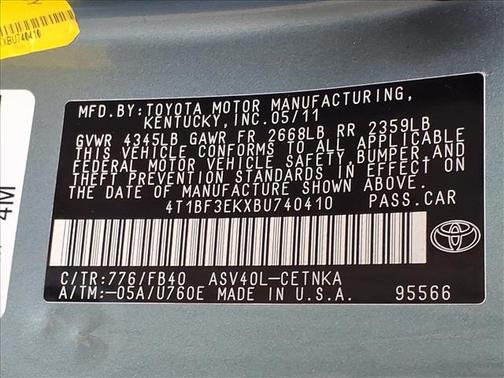 XBU740410
4M
MFD.BY: TOYOTA MOTOR MANUFACTURING,
KENTUCKY, INC. 05/11
GVWR 4345LB GAWR FR 2668LB RR 2359LB
THIS VEHICLE CONFORMS TO ALL APPLICABLE
FEDERAL MOTOR VEHICLE SAFETY, BUMPER, AND
THEFT PREVENTION STANDARDS IN EFFECT ON
THE DATE OF MANUFACTURE SHOWN ABOVE.
4T1BF3EKXBU740410 PASS.CAR
C/TR:776/FB40 ASV40L-CETNKA
A/TM:-05A/U760E MADE IN U.S.A. 95566